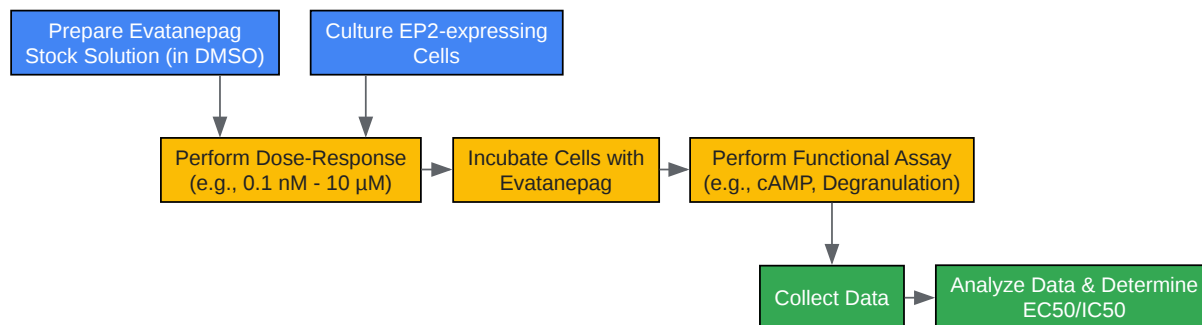 Prepare Evatanepag
Stock Solution (in DMSO)
Culture EP2-expressing
Cells
Perform Dose-Response
(e.g., 0.1 nM - 10 µM)
Incubate Cells with
Evatanepag
Perform Functional Assay
(e.g., cAMP, Degranulation)
Collect Data
Analyze Data & Determine
EC50/IC50